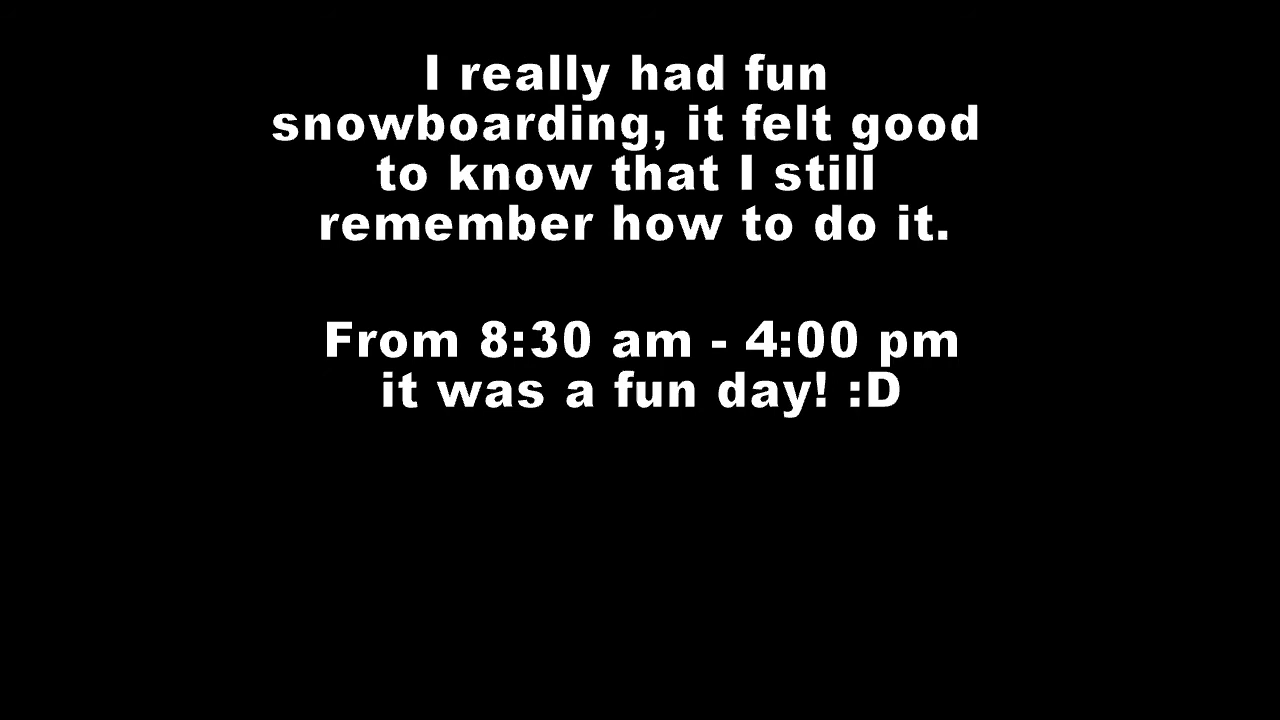 I really had fun
snowboarding, it felt good
to know that I still
remember how to do it.
From 8:30 am - 4:00 pm
it was a fun day! :D